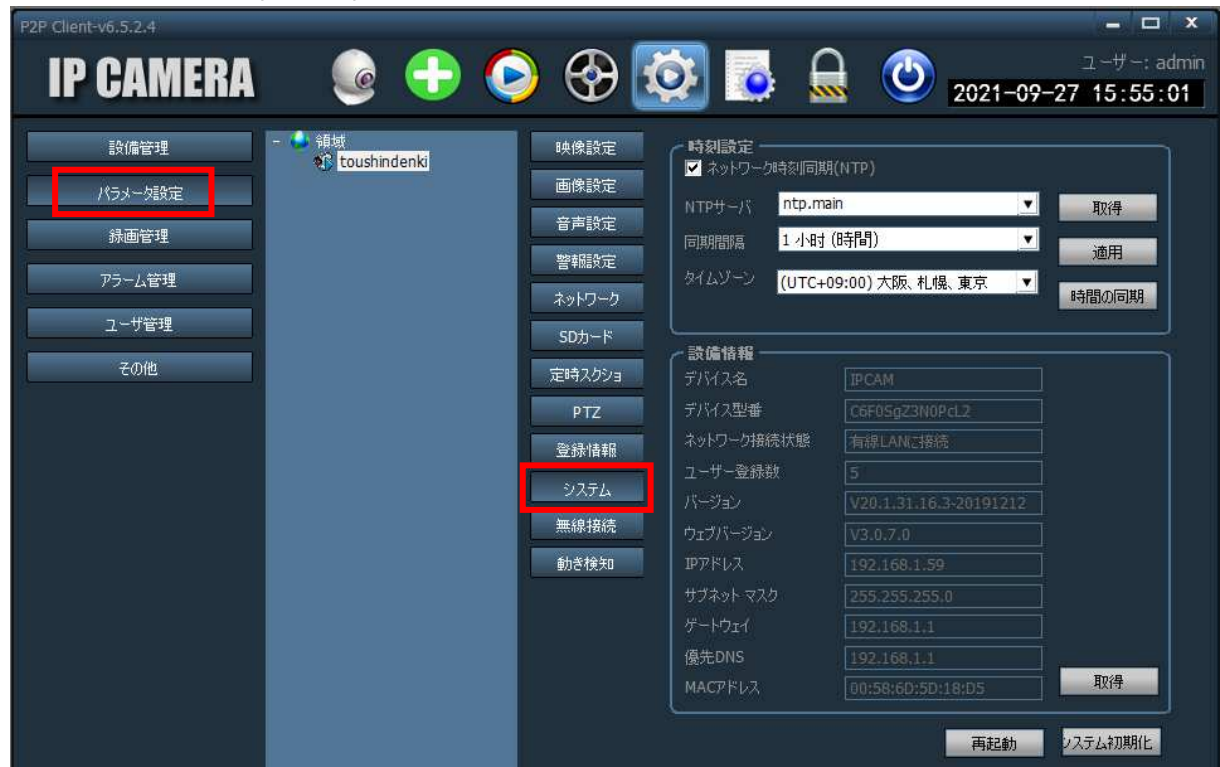 P2P Client-v6.5.2.4
IP CAMERA
ユーザー: admin
2021-09-27 15:55:01
設備管理
パラメータ設定
録画管理
アラーム管理
ユーザ管理
その他
領域
toushindenki
映像設定
画像設定
音声設定
警報設定
ネットワーク
SDカード
定時スクショ
PTZ
登録情報
システム
無線接続
動き検知
時刻設定
ネットワーク時刻同期(NTP)
NTPサーバ ntp.main 取得
同期間隔 1 小时 (時間) 適用
タイムゾーン (UTC+09:00) 大阪、札幌、東京 時間の同期
設備情報
デバイス名 IPCAM
デバイス型番 C6F0SgZ3N0PcL2
ネットワーク接続状態 有線LANに接続
ユーザー登録数 5
バージョン V20.1.31.16.3-20191212
ウェブバージョン V3.0.7.0
IPアドレス 192.168.1.59
サブネット マスク 255.255.255.0
ゲートウェイ 192.168.1.1
優先DNS 192.168.1.1
MACアドレス 00:58:6D:5D:18:D5 取得
再起動 システム初期化